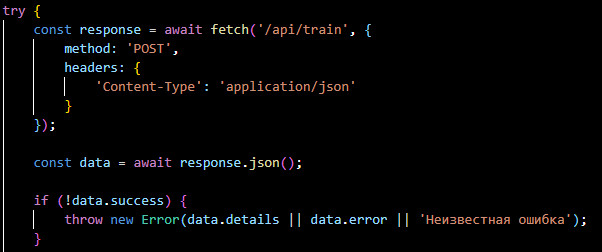 try {
    const response = await fetch('/api/train', {
        method: 'POST',
        headers: {
            'Content-Type': 'application/json'
        }
    });

    const data = await response.json();

    if (!data.success) {
        throw new Error(data.details || data.error || 'Неизвестная ошибка');
    }